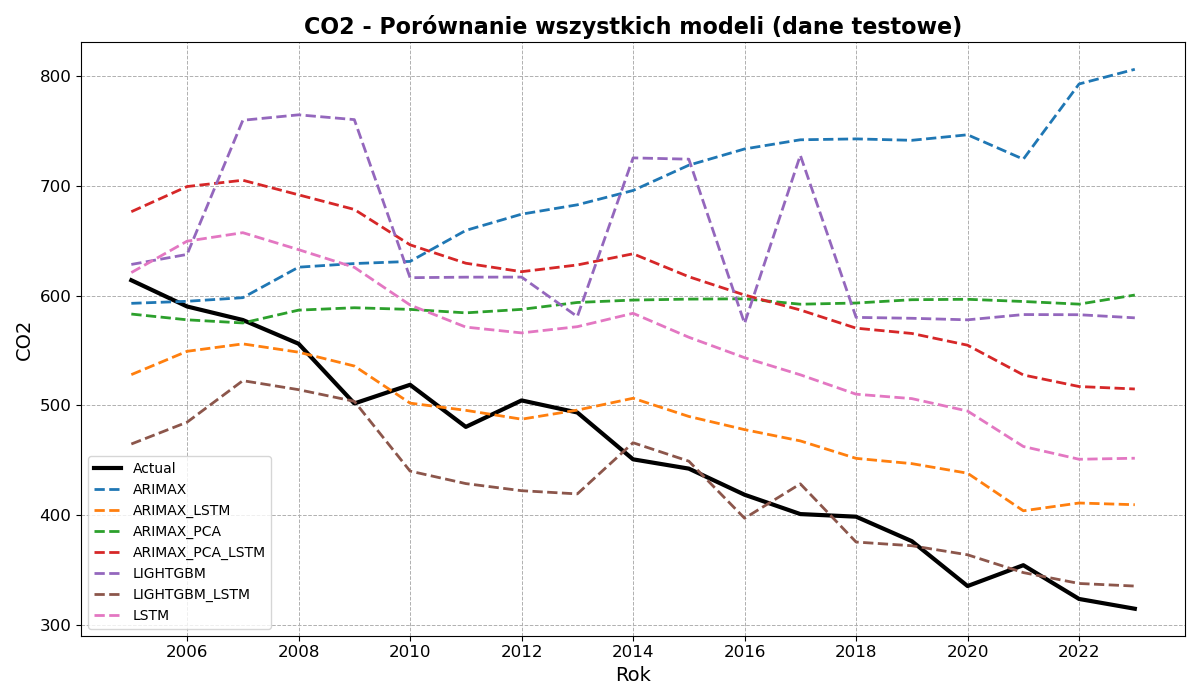 CO2 - Porównanie wszystkich modeli (dane testowe)
CO2
800
700
600
500
400
300
Actual
ARIMAX
ARIMAX_LSTM
ARIMAX_PCA
ARIMAX_PCA_LSTM
LIGHTGBM
LIGHTGBM_LSTM
LSTM
2006 2008 2010 2012 2014 2016 2018 2020 2022
Rok